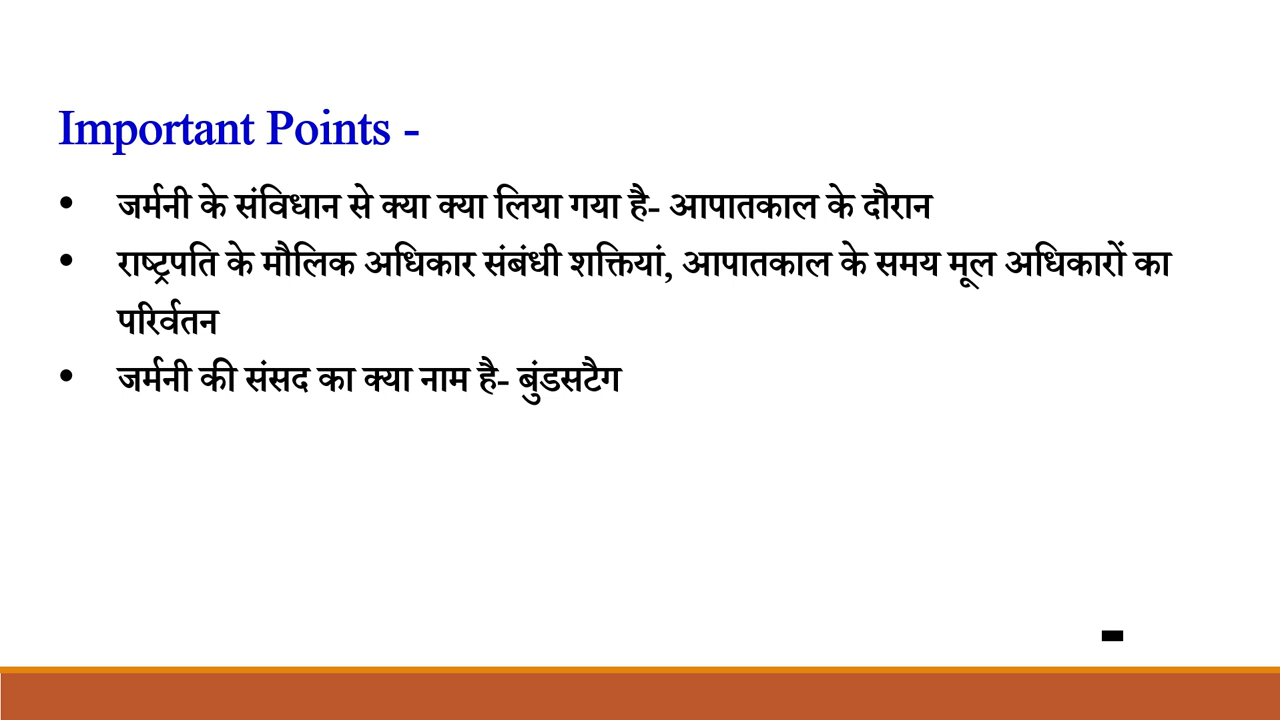 Important Points -
• जर्मनी के संविधान से क्या क्या लिया गया है- आपातकाल के दौरान
• राष्ट्रपति के मौलिक अधिकार संबंधी शक्तियां, आपातकाल के समय मूल अधिकारों का
परिर्वतन
• जर्मनी की संसद का क्या नाम है- बुंडसटैग